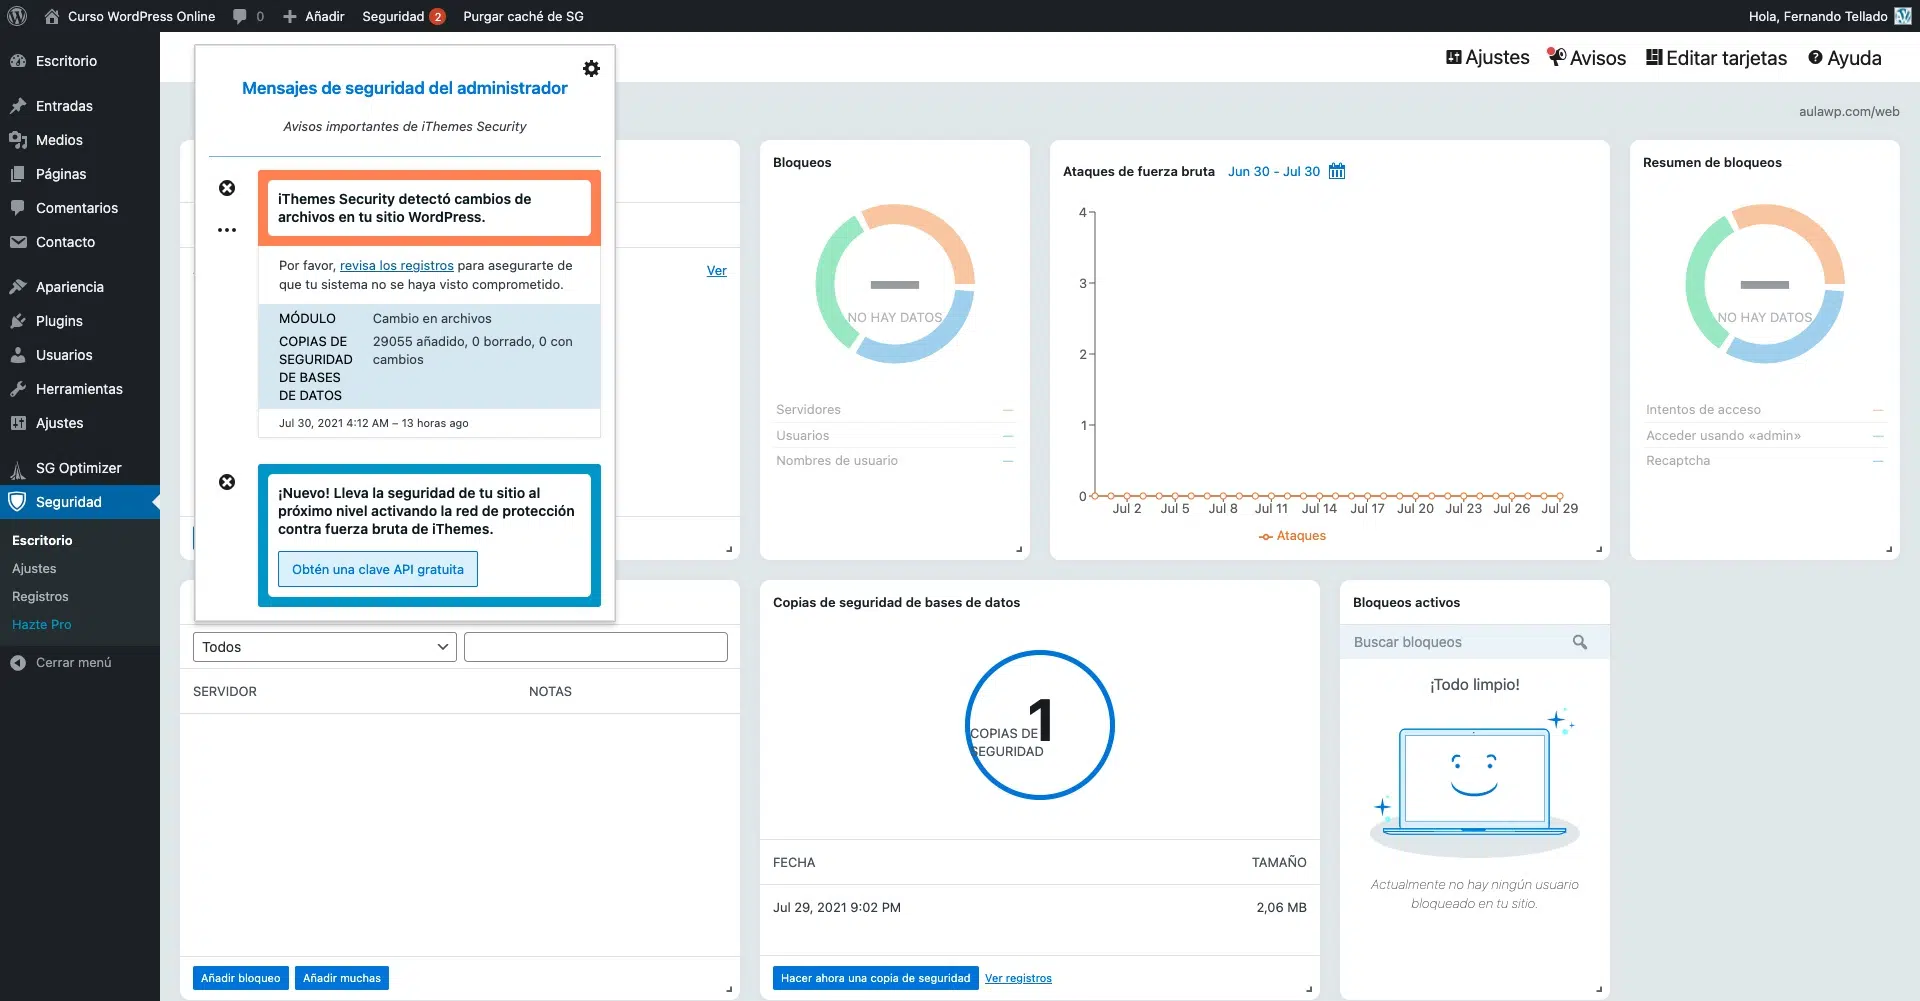 Curso WordPress Online
0
Añadir
Seguridad 2
Purgar caché de SG
Hola, Fernando Tellado
Escritorio
Entradas
Medios
Páginas
Comentarios
Contacto
Apariencia
Plugins
Usuarios
Herramientas
Ajustes
SG Optimizer
Seguridad
Escritorio
Ajustes
Registros
Hazte Pro
Cerrar menú
Ajustes
Avisos
Editar tarjetas
Ayuda
aulawp.com/web
Mensajes de seguridad del administrador
Avisos importantes de iThemes Security
iThemes Security detectó cambios de
archivos en tu sitio WordPress.
Por favor, revisa los registros para asegurarte de
que tu sistema no se haya visto comprometido.
MÓDULO Cambio en archivos
COPIAS DE 29055 añadido, 0 borrado, 0 con
SEGURIDAD cambios
DE BASES
DE DATOS
Jul 30, 2021 4:12 AM – 13 horas ago
¡Nuevo! Lleva la seguridad de tu sitio al
próximo nivel activando la red de protección
contra fuerza bruta de iThemes.
Obtén una clave API gratuita
Ver
Bloqueos
NO HAY DATOS
Servidores —
Usuarios —
Nombres de usuario —
Ataques de fuerza bruta Jun 30 - Jul 30
4
3
2
1
0
Jul 2 Jul 5 Jul 8 Jul 11 Jul 14 Jul 17 Jul 20 Jul 23 Jul 26 Jul 29
Ataques
Resumen de bloqueos
NO HAY DATOS
Intentos de acceso —
Acceder usando «admin» —
Recaptcha —
Todos
SERVIDOR NOTAS
Añadir bloqueo
Añadir muchas
Copias de seguridad de bases de datos
1
COPIAS DE
SEGURIDAD
FECHA TAMAÑO
Jul 29, 2021 9:02 PM 2,06 MB
Hacer ahora una copia de seguridad
Ver registros
Bloqueos activos
Buscar bloqueos
¡Todo limpio!
Actualmente no hay ningún usuario
bloqueado en tu sitio.